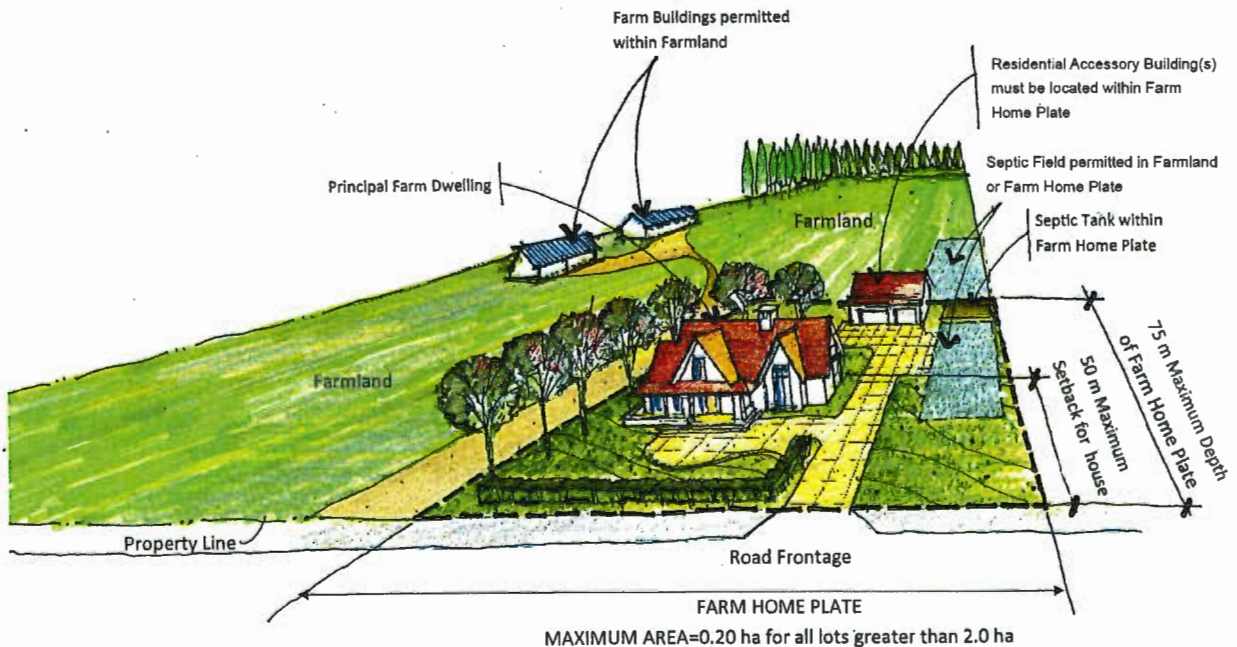 Farm Buildings permitted
within Farmland
Residential Accessory Building(s)
must be located within Farm
Home Plate
Principal Farm Dwelling
Septic Field permitted in Farmland
or Farm Home Plate
Farmland
Septic Tank within
Farm Home Plate
Farmland
75 m Maximum Depth
of Farm Home Plate
50 m Maximum
Setback for house
Property Line
Road Frontage
FARM HOME PLATE
MAXIMUM AREA=0.20 ha for all lots greater than 2.0 ha